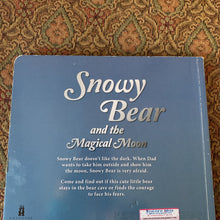 Snowy
Bear
and the
Magical Moon
Snowy Bear doesn't like the dark. When Dad
wants to take him outside and show him
the moon, Snowy Bear is very afraid.
Come and find out if this cute little bear
stays in the bear cave or finds the courage
to face his fears.